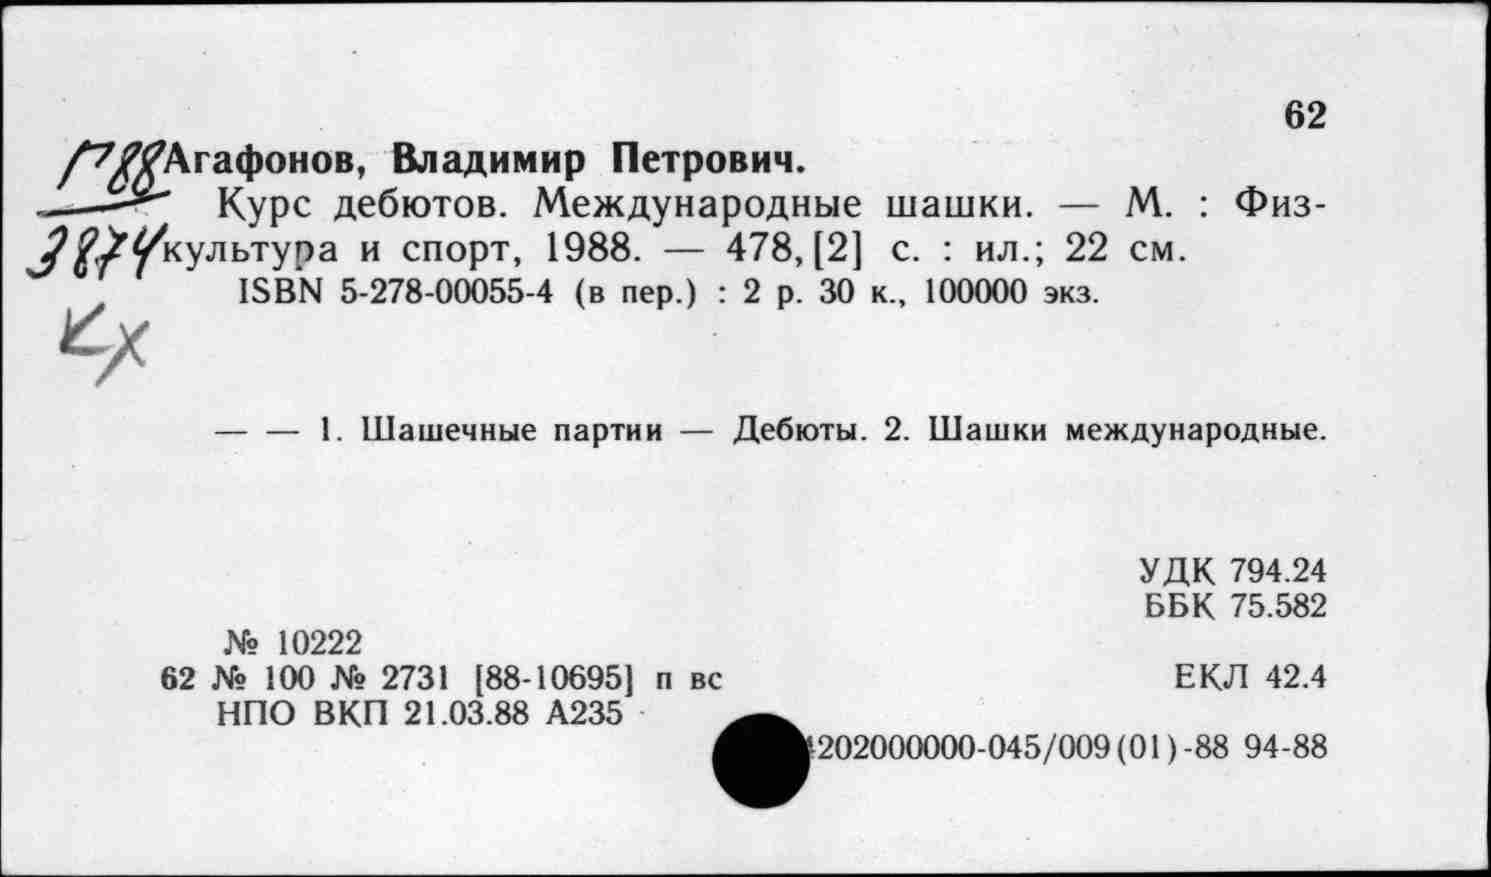 62
Г88 Агафонов, Владимир Петрович.
Курс дебютов. Международные шашки. — М. : Физ-
3874 культура и спорт, 1988. — 478, [2] с. : ил.; 22 см.
ISBN 5-278-00055-4 (в пер.) : 2 р. 30 к., 100000 экз.
Кх
— — 1. Шашечные партии — Дебюты. 2. Шашки международные.
УДК 794.24
ББК 75.582
№ 10222
62 № 100 № 2731 [88-10695] п вс ЕКЛ 42.4
НПО ВКП 21.03.88 А235
202000000-045/009(01)-88 94-88